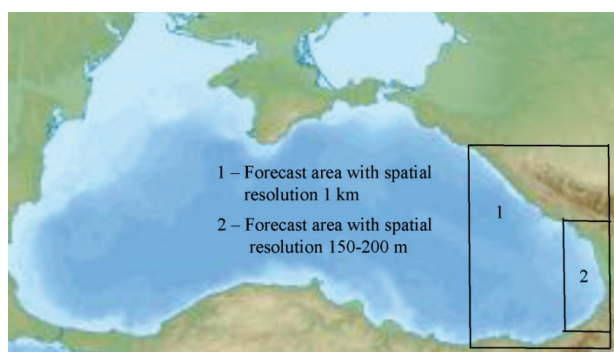 1 – Forecast area with spatial
resolution 1 km
2 – Forecast area with spatial
resolution 150-200 m
1
2